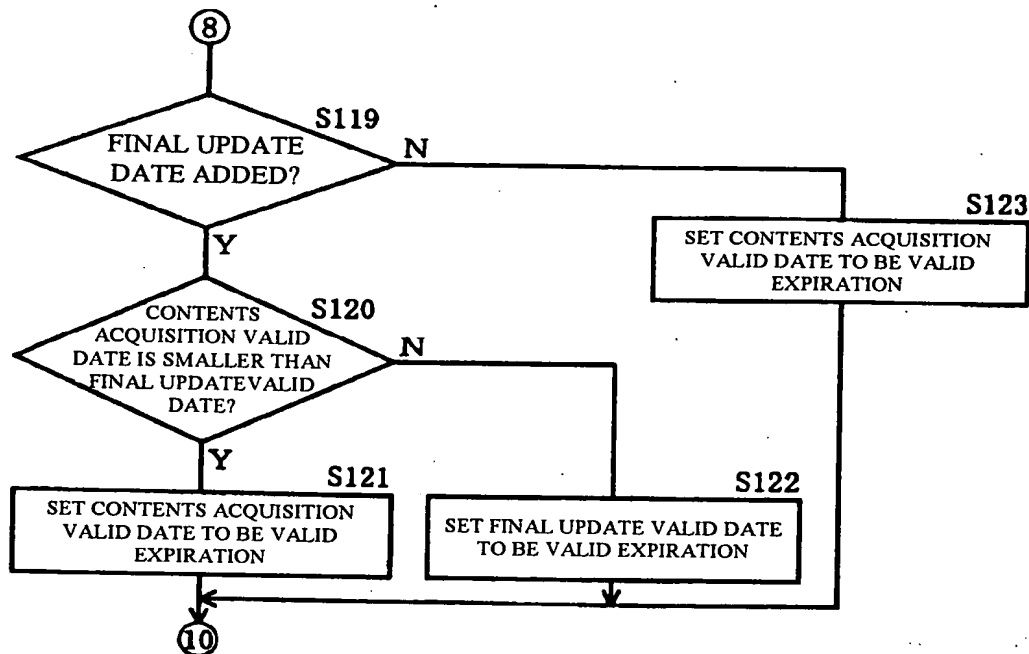 8
S119
FINAL UPDATE
DATE ADDED?
N
Y
S123
SET CONTENTS ACQUISITION
VALID DATE TO BE VALID
EXPIRATION
S120
CONTENTS
ACQUISITION VALID
DATE IS SMALLER THAN
FINAL UPDATEVALID
DATE?
N
Y
S121
SET CONTENTS ACQUISITION
VALID DATE TO BE VALID
EXPIRATION
S122
SET FINAL UPDATE VALID DATE
TO BE VALID EXPIRATION
10